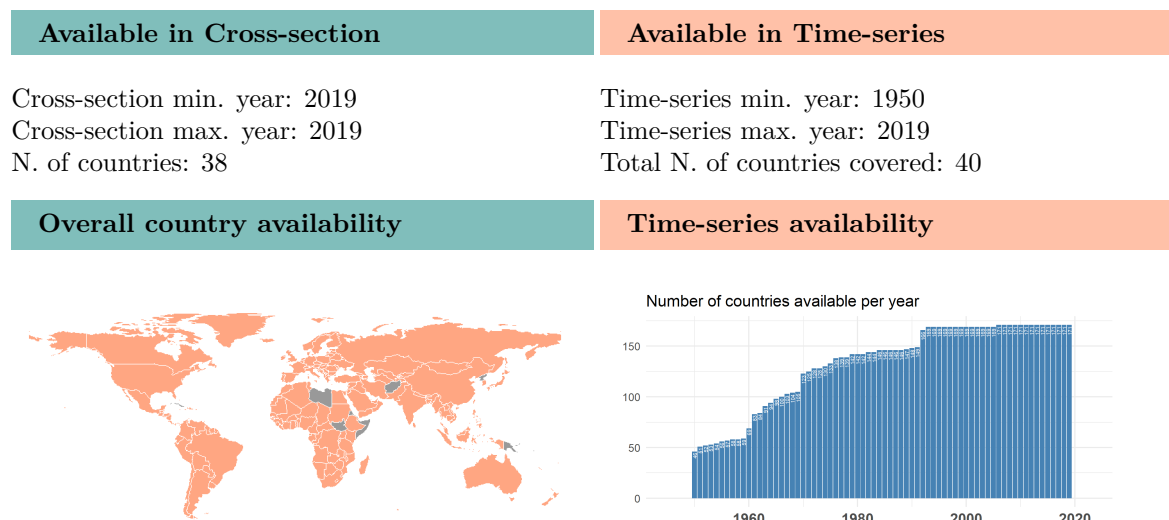 Available in Cross-section
Available in Time-series
Cross-section min. year: 2019
Cross-section max. year: 2019
N. of countries: 38
Time-series min. year: 1950
Time-series max. year: 2019
Total N. of countries covered: 40
Overall country availability
Time-series availability
Number of countries available per year
150
100
50
0
1960
1980
2000
2020